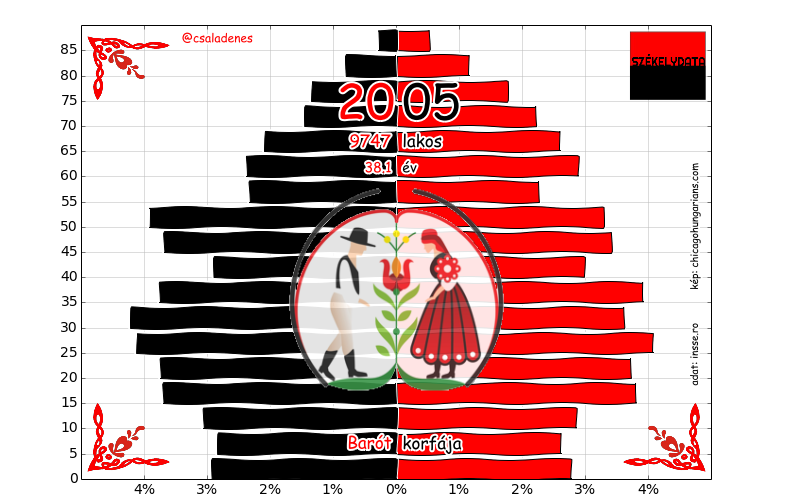 @csaladenes
SZÉKELYDATA
2005
9747 lakos
38.1 év
kép: chicagohungarians.com
adat: insse.ro
Barót korfája
85
80
75
70
65
60
55
50
45
40
35
30
25
20
15
10
5
0
4% 3% 2% 1% 0% 1% 2% 3% 4%